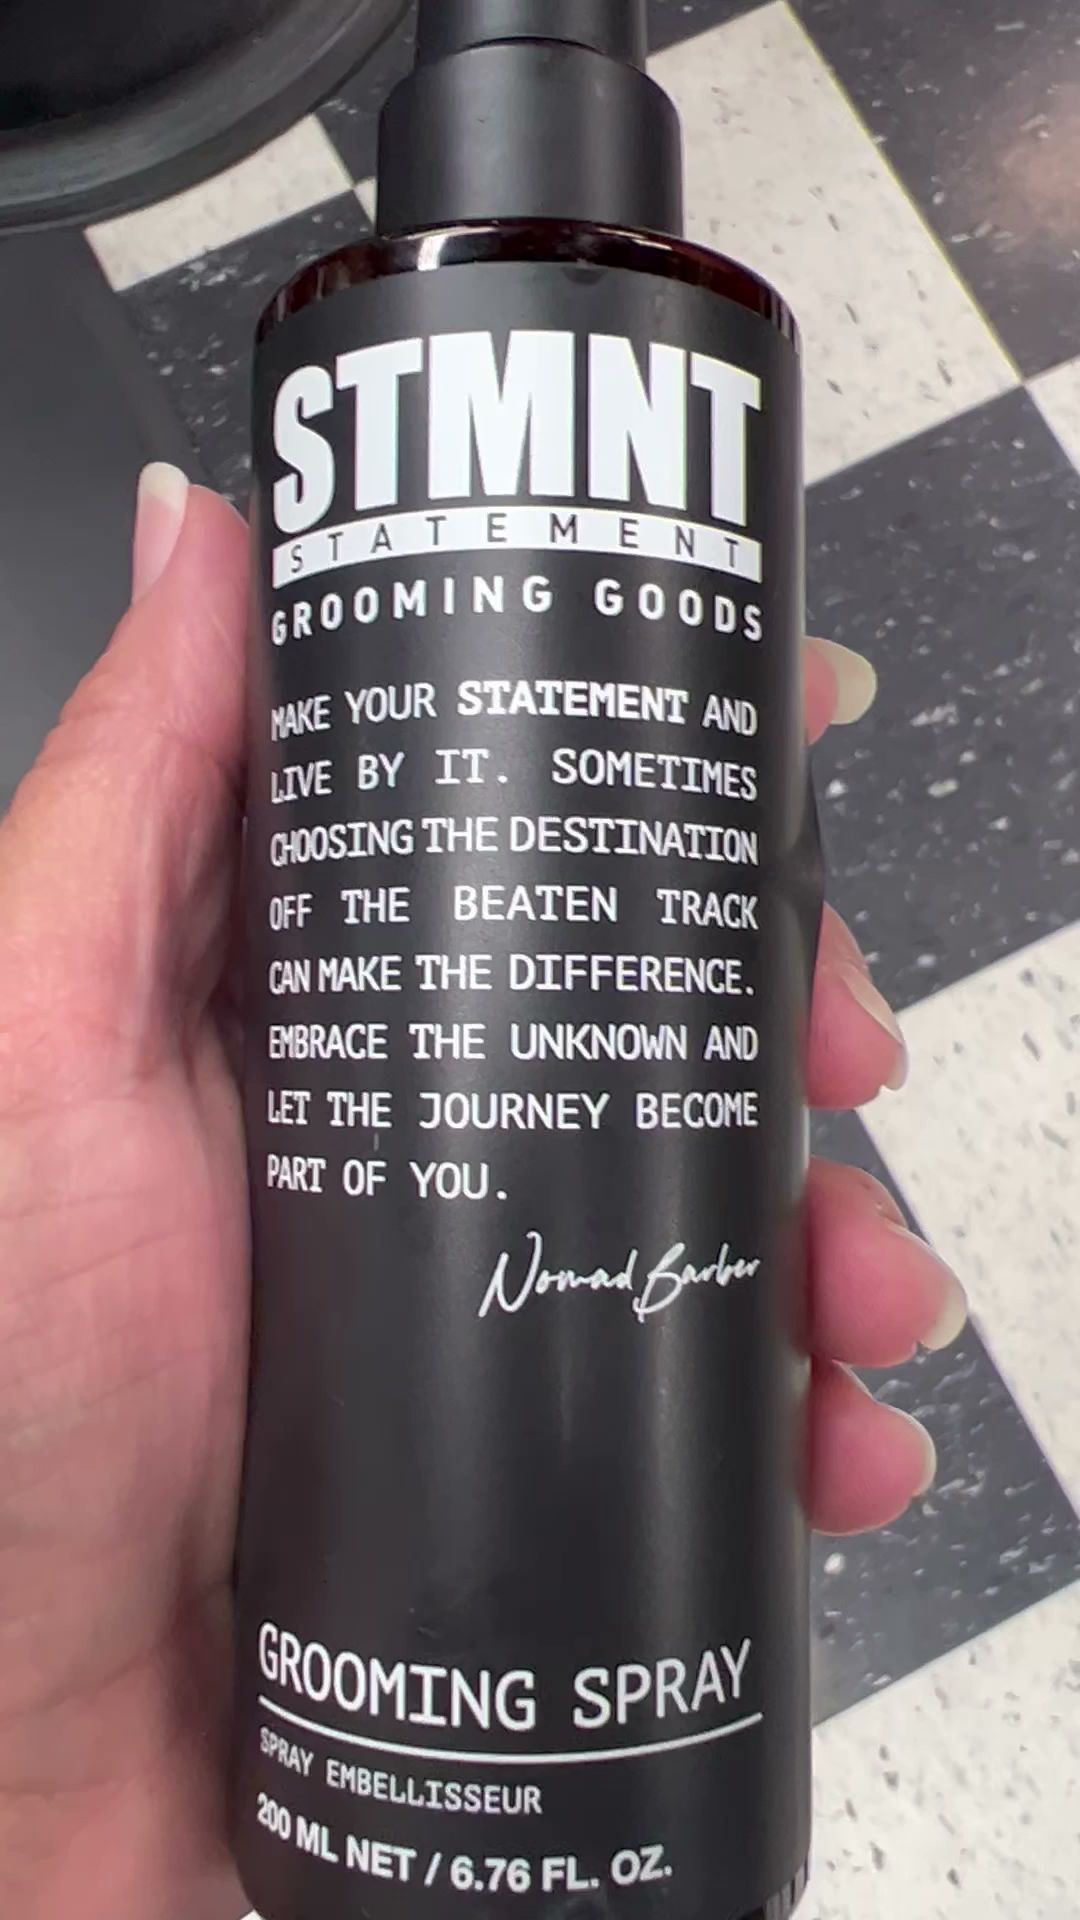 STMNT
STATEMENT
GROOMING GOODS
MAKE YOUR STATEMENT AND
LIVE BY IT. SOMETIMES
CHOOSING THE DESTINATION
OFF THE BEATEN TRACK
CAN MAKE THE DIFFERENCE.
EMBRACE THE UNKNOWN AND
LET THE JOURNEY BECOME
PART OF YOU.
Nomad Barber
GROOMING SPRAY
SPRAY EMBELLISSEUR
200 ML NET / 6.76 FL. OZ.